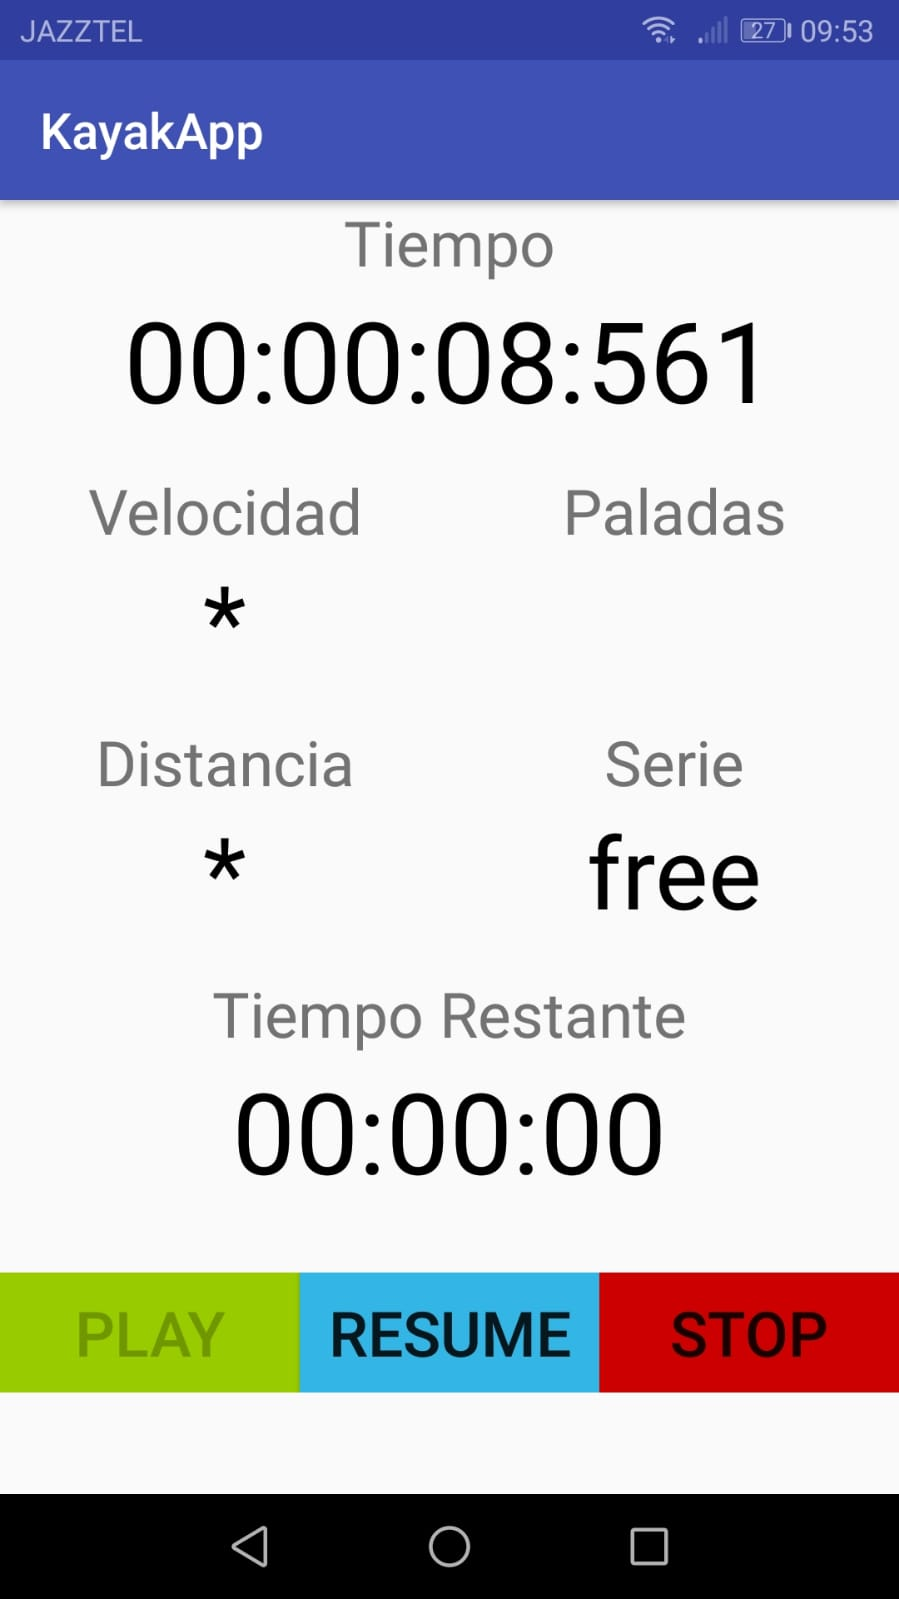 JAZZTEL 27 09:53
KayakApp
Tiempo
00:00:08:561
Velocidad Paladas
*
Distancia Serie
* free
Tiempo Restante
00:00:00
PLAY RESUME STOP